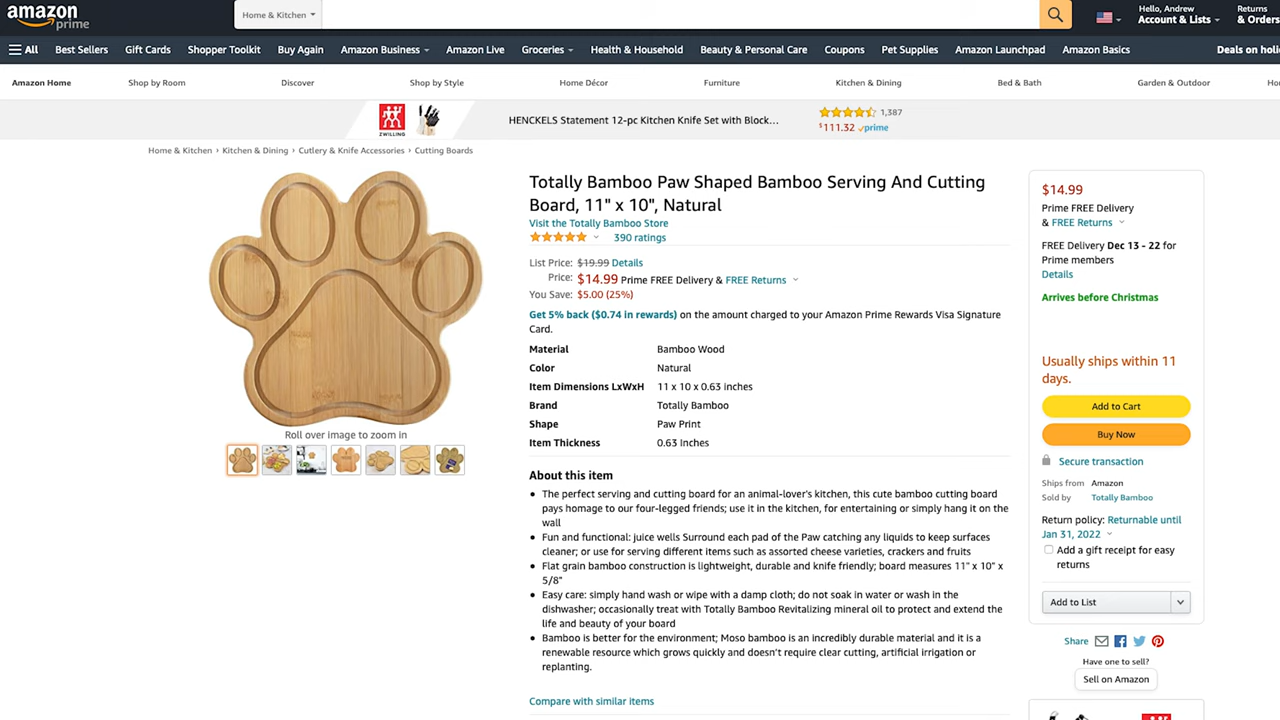 amazon
prime
Home & Kitchen
Hello, Andrew
Account & Lists
Returns
& Orders
All
Best Sellers
Gift Cards
Shopper Toolkit
Buy Again
Amazon Business
Amazon Live
Groceries
Health & Household
Beauty & Personal Care
Coupons
Pet Supplies
Amazon Launchpad
Amazon Basics
Deals on holi
Amazon Home
Shop by Room
Discover
Shop by Style
Home Décor
Furniture
Kitchen & Dining
Bed & Bath
Garden & Outdoor
Ho
ZWILLING
HENCKELS Statement 12-pc Kitchen Knife Set with Block...
1,387
$111.32 prime
Home & Kitchen › Kitchen & Dining › Cutlery & Knife Accessories › Cutting Boards
Roll over image to zoom in
Totally Bamboo Paw Shaped Bamboo Serving And Cutting
Board, 11" x 10", Natural
Visit the Totally Bamboo Store
390 ratings
List Price: $19.99 Details
Price: $14.99 Prime FREE Delivery & FREE Returns
You Save: $5.00 (25%)
Get 5% back ($0.74 in rewards) on the amount charged to your Amazon Prime Rewards Visa Signature
Card.
Material Bamboo Wood
Color Natural
Item Dimensions LxWxH 11 x 10 x 0.63 inches
Brand Totally Bamboo
Shape Paw Print
Item Thickness 0.63 Inches
About this item
• The perfect serving and cutting board for an animal-lover's kitchen, this cute bamboo cutting board
pays homage to our four-legged friends; use it in the kitchen, for entertaining or simply hang it on the
wall
• Fun and functional: juice wells Surround each pad of the Paw catching any liquids to keep surfaces
cleaner; or use for serving different items such as assorted cheese varieties, crackers and fruits
• Flat grain bamboo construction is lightweight, durable and knife friendly; board measures 11" x 10" x
5/8"
• Easy care: simply hand wash or wipe with a damp cloth; do not soak in water or wash in the
dishwasher; occasionally treat with Totally Bamboo Revitalizing mineral oil to protect and extend the
life and beauty of your board
• Bamboo is better for the environment; Moso bamboo is an incredibly durable material and it is a
renewable resource which grows quickly and doesn't require clear cutting, artificial irrigation or
replanting.
Compare with similar items
$14.99
Prime FREE Delivery
& FREE Returns
FREE Delivery Dec 13 - 22 for
Prime members
Details
Arrives before Christmas
Usually ships within 11
days.
Add to Cart
Buy Now
Secure transaction
Ships from Amazon
Sold by Totally Bamboo
Return policy: Returnable until
Jan 31, 2022
Add a gift receipt for easy
returns
Add to List
Share
Have one to sell?
Sell on Amazon